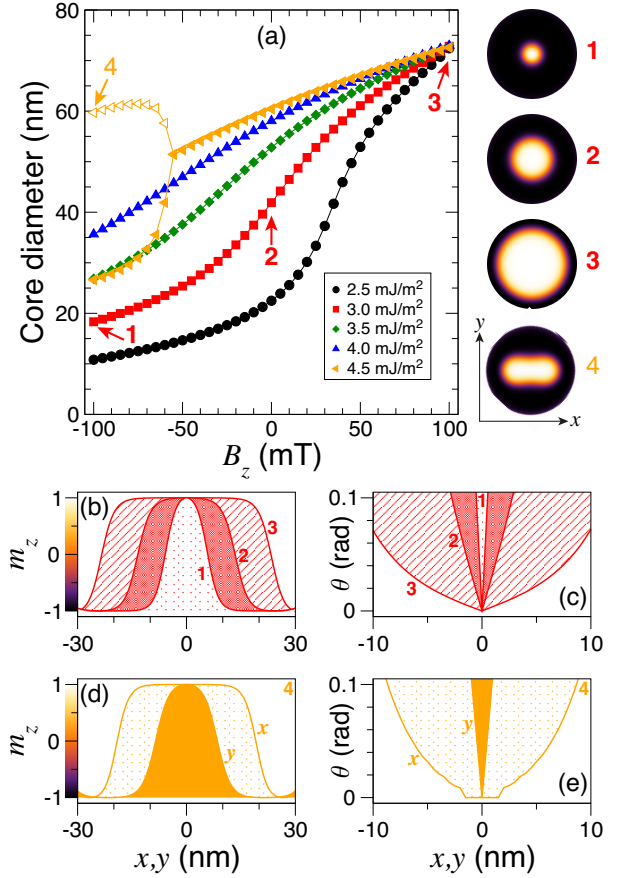 80
60
40
20
0
Core diameter (nm)
(a)
4
3
2
1
2.5 mJ/m²
3.0 mJ/m²
3.5 mJ/m²
4.0 mJ/m²
4.5 mJ/m²
-100
-50
0
50
100
B_z (mT)
1
2
3
y
4
x
(b)
1
0
-1
m_z
3
2
1
-30
0
30
0.1
0
θ (rad)
1
2
3
(c)
-10
0
10
(d)
1
0
-1
m_z
4
x
y
-30
0
30
x,y (nm)
0.1
0
θ (rad)
4
y
x
(e)
-10
0
10
x,y (nm)